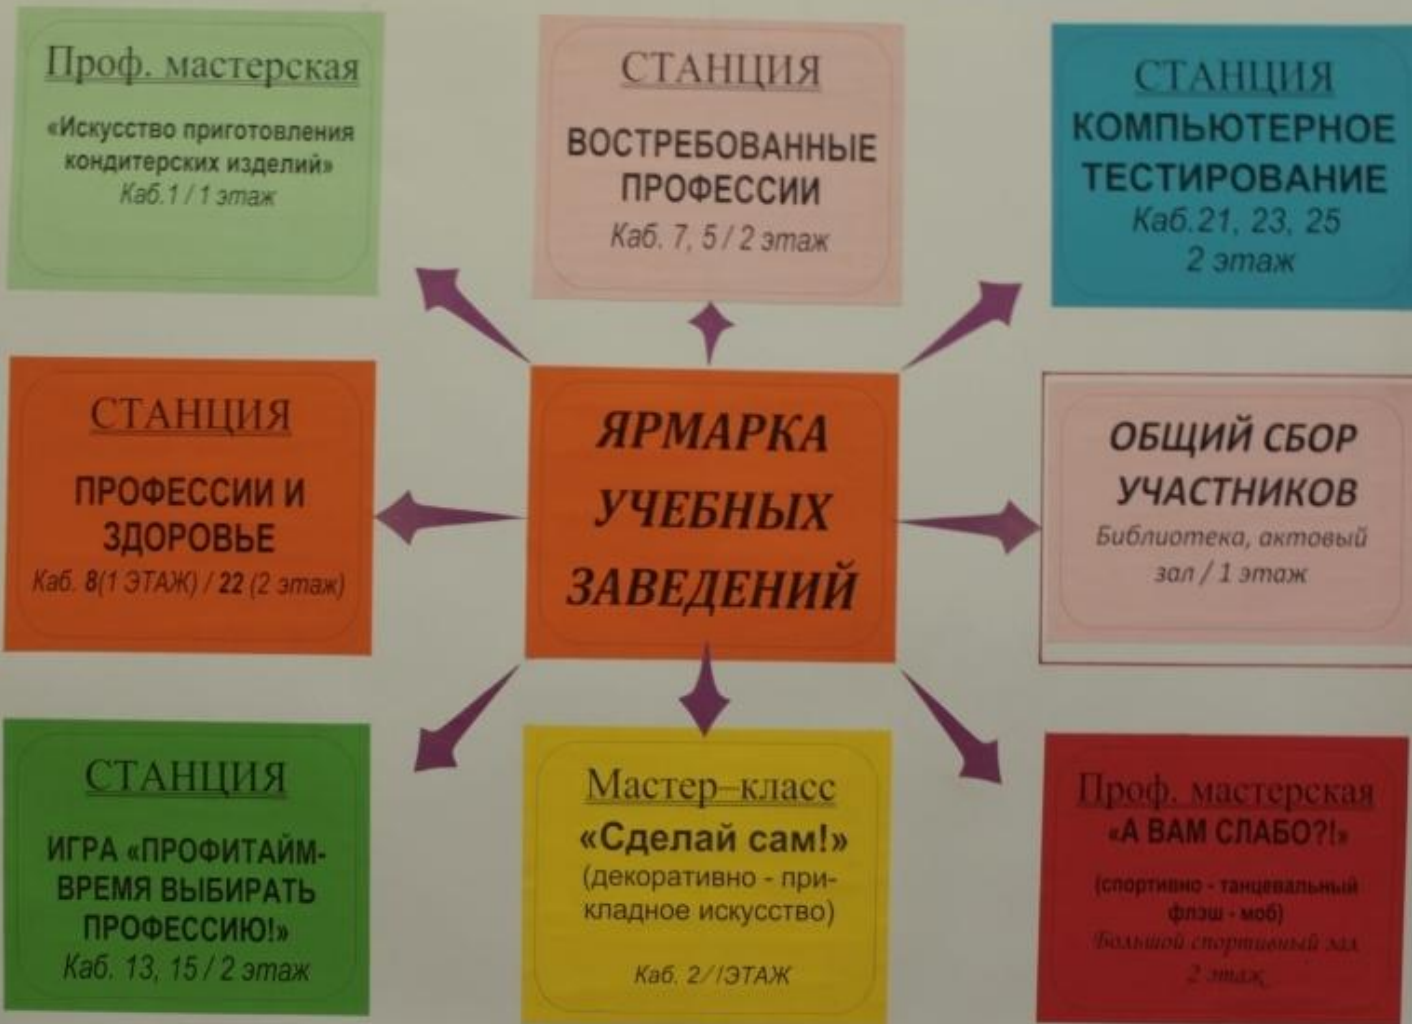 Проф. мастерская
«Искусство приготовления
кондитерских изделий»
Каб.1 / 1 этаж
СТАНЦИЯ
ВОСТРЕБОВАННЫЕ
ПРОФЕССИИ
Каб. 7, 5 / 2 этаж
СТАНЦИЯ
КОМПЬЮТЕРНОЕ
ТЕСТИРОВАНИЕ
Каб.21, 23, 25
2 этаж
СТАНЦИЯ
ПРОФЕССИИ И
ЗДОРОВЬЕ
Каб. 8(1 ЭТАЖ) / 22 (2 этаж)
ЯРМАРКА
УЧЕБНЫХ
ЗАВЕДЕНИЙ
ОБЩИЙ СБОР
УЧАСТНИКОВ
Библиотека, актовый
зал / 1 этаж
СТАНЦИЯ
ИГРА «ПРОФИТАЙМ-
ВРЕМЯ ВЫБИРАТЬ
ПРОФЕССИЮ!»
Каб. 13, 15 / 2 этаж
Мастер–класс
«Сделай сам!»
(декоративно - при-
кладное искусство)
Каб. 2/ IЭТАЖ
Проф. мастерская
«А ВАМ СЛАБО?!»
(спортивно - танцевальный
флэш - моб)
Большой спортивный зал
2 этаж